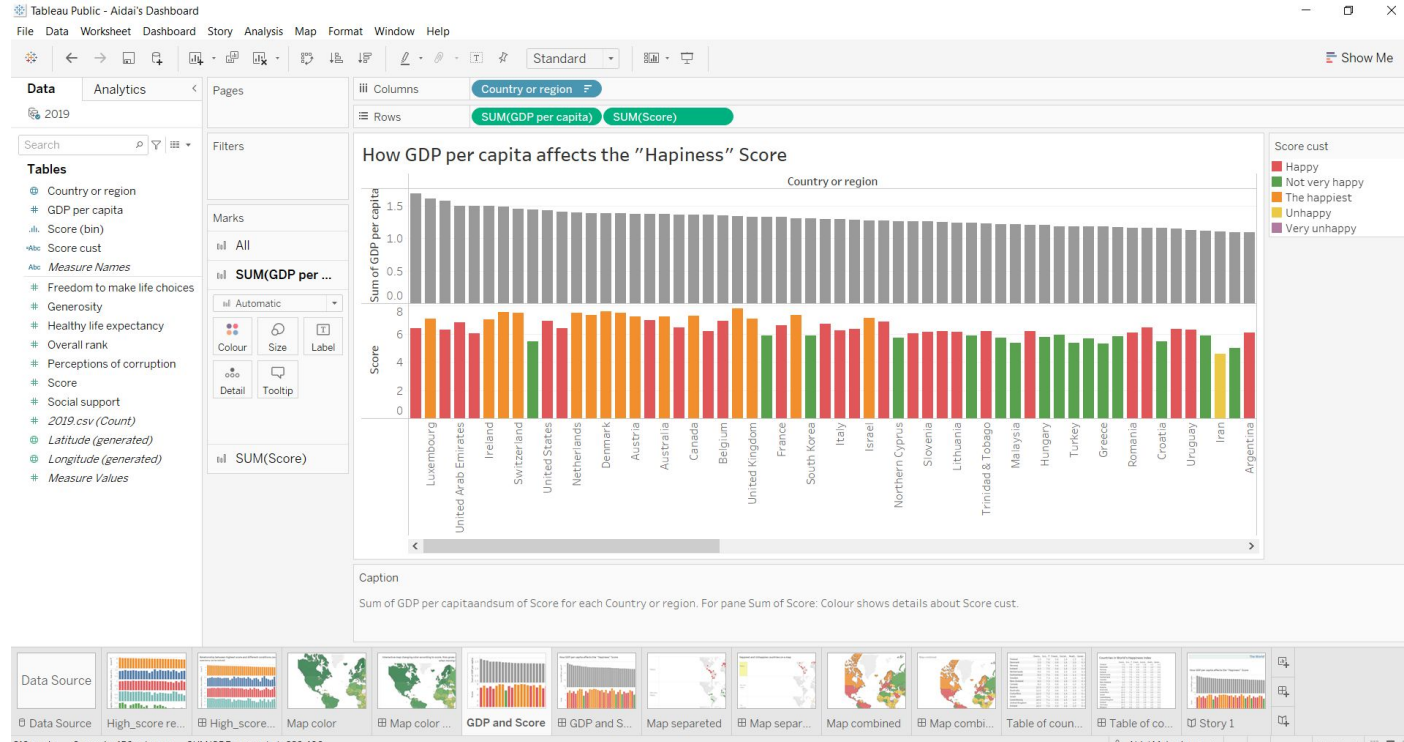 Tableau Public - Aidai's Dashboard
File Data Worksheet Dashboard Story Analysis Map Format Window Help
Standard
Show Me
Data Analytics
2019
Search
Tables
Country or region
# GDP per capita
Score (bin)
Abc Score cust
Abc Measure Names
# Freedom to make life choices
# Generosity
# Healthy life expectancy
# Overall rank
# Perceptions of corruption
# Score
# Social support
# 2019.csv (Count)
Latitude (generated)
Longitude (generated)
# Measure Values
Pages
Filters
Marks
All
SUM(GDP per ...
Automatic
Colour Size Label
Detail Tooltip
SUM(Score)
Columns Country or region
Rows SUM(GDP per capita) SUM(Score)
How GDP per capita affects the "Hapiness" Score
Country or region
Sum of GDP per capita
1.5
1.0
0.5
0.0
Score
8
6
4
2
0
Luxembourg
United Arab Emirates
Ireland
Switzerland
United States
Netherlands
Denmark
Austria
Australia
Canada
Belgium
United Kingdom
France
South Korea
Italy
Israel
Northern Cyprus
Slovenia
Lithuania
Trinidad & Tobago
Malaysia
Hungary
Turkey
Greece
Romania
Croatia
Uruguay
Iran
Argentina
Score cust
Happy
Not very happy
The happiest
Unhappy
Very unhappy
Caption
Sum of GDP per capitaandsum of Score for each Country or region. For pane Sum of Score: Colour shows details about Score cust.
Data Source
Data Source High_score re... High_score... Map color Map color ... GDP and Score GDP and S... Map separeted Map separ... Map combined Map combi... Table of coun... Table of co... Story 1